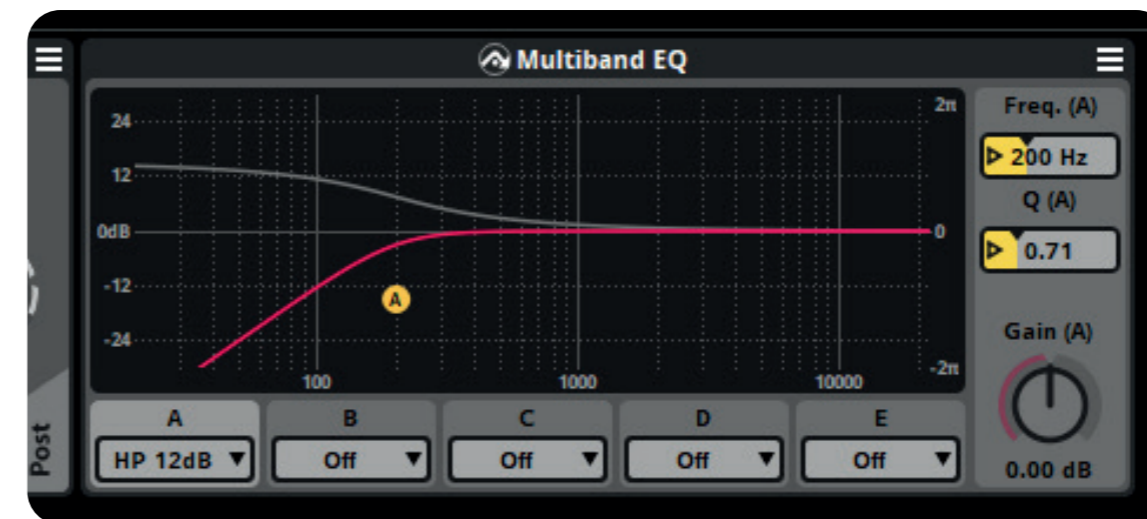 Multiband EQ
24
12
0dB
-12
-24
2π
0
-2π
100
1000
10000
A
Freq. (A)
200 Hz
Q (A)
0.71
Gain (A)
0.00 dB
A
B
C
D
E
HP 12dB
Off
Off
Off
Off
Post